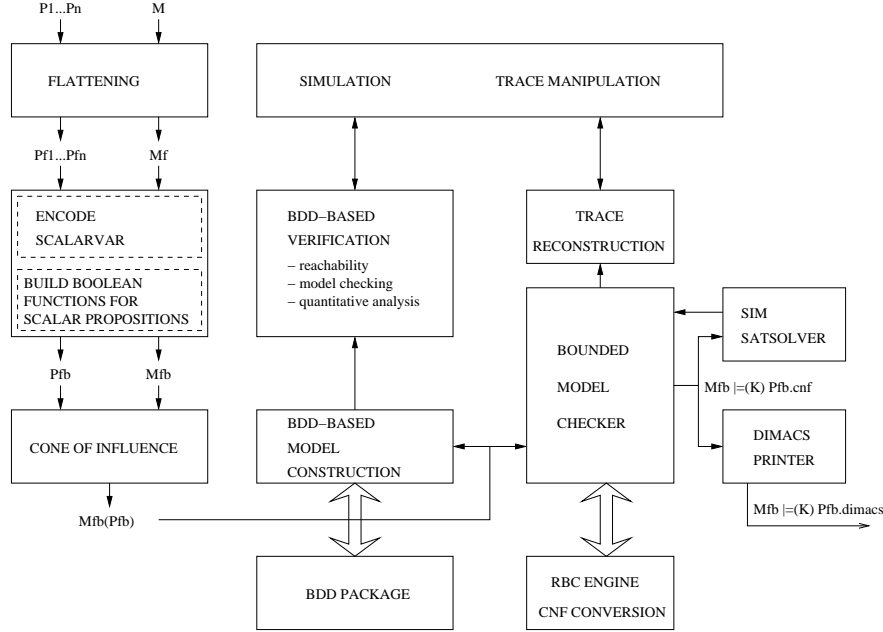 P1...Pn
M
FLATTENING
SIMULATION
TRACE MANIPULATION
Pf1...Pfn
Mf
ENCODE
SCALARVAR
BUILD BOOLEAN
FUNCTIONS FOR
SCALAR PROPOSITIONS
BDD−BASED
VERIFICATION
− reachability
− model checking
− quantitative analysis
TRACE
RECONSTRUCTION
BOUNDED
MODEL
CHECKER
SIM
SATSOLVER
Pfb
Mfb
Mfb |=(K) Pfb.cnf
CONE OF INFLUENCE
BDD−BASED
MODEL
CONSTRUCTION
DIMACS
PRINTER
Mfb(Pfb)
Mfb |=(K) Pfb.dimacs
BDD PACKAGE
RBC ENGINE
CNF CONVERSION